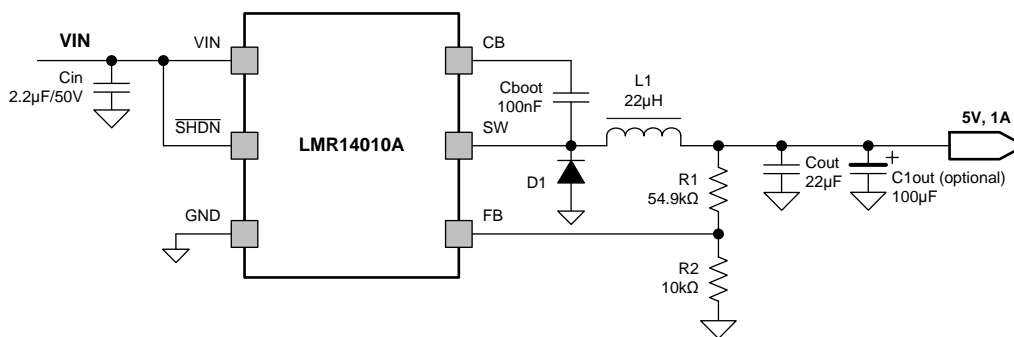 VIN
Cin
2.2µF/50V
VIN
SHDN
GND
LMR14010A
CB
SW
FB
Cboot
100nF
D1
L1
22µH
R1
54.9kΩ
R2
10kΩ
Cout
22µF
+
C1out (optional)
100µF
5V, 1A